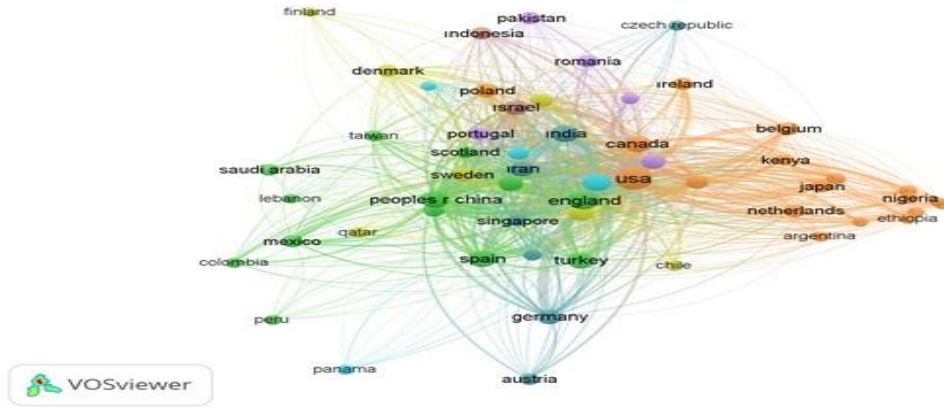 finland
pakistan
czech republic
indonesia
romania
denmark
ireland
poland
israel
belgium
taiwan
portugal
india
canada
scotland
kenya
saudi arabia
iran
sweden
usa
japan
lebanon
peoples r china
england
nigeria
netherlands
singapore
ethipia
qatar
argentina
mexico
colombia
spain
turkey
chile
germany
peru
panama
austria
VOSviewer